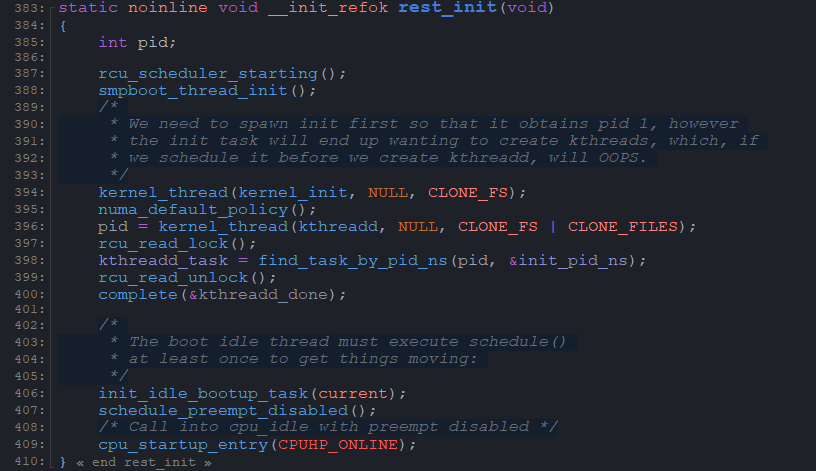 383: static noinline void __init_refok rest_init(void)
384: {
385:     int pid;
386:
387:     rcu_scheduler_starting();
388:     smpboot_thread_init();
389:     /*
390:      * We need to spawn init first so that it obtains pid 1, however
391:      * the init task will end up wanting to create kthreads, which, if
392:      * we schedule it before we create kthreadd, will OOPS.
393:      */
394:     kernel_thread(kernel_init, NULL, CLONE_FS);
395:     numa_default_policy();
396:     pid = kernel_thread(kthreadd, NULL, CLONE_FS | CLONE_FILES);
397:     rcu_read_lock();
398:     kthreadd_task = find_task_by_pid_ns(pid, &init_pid_ns);
399:     rcu_read_unlock();
400:     complete(&kthreadd_done);
401:
402:     /*
403:      * The boot idle thread must execute schedule()
404:      * at least once to get things moving:
405:      */
406:     init_idle_bootup_task(current);
407:     schedule_preempt_disabled();
408:     /* Call into cpu_idle with preempt disabled */
409:     cpu_startup_entry(CPUHP_ONLINE);
410: } « end rest_init »